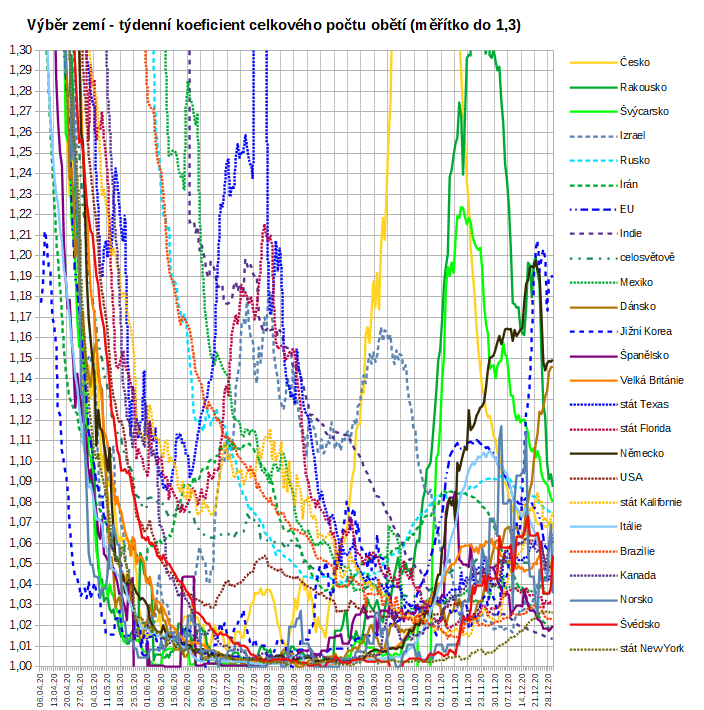 Výběr zemí - týdenní koeficient celkového počtu obětí (měřítko do 1,3)
1,30
1,29
1,28
1,27
1,26
1,25
1,24
1,23
1,22
1,21
1,20
1,19
1,18
1,17
1,16
1,15
1,14
1,13
1,12
1,11
1,10
1,09
1,08
1,07
1,06
1,05
1,04
1,03
1,02
1,01
1,00
06.04.20
13.04.20
20.04.20
27.04.20
04.05.20
11.05.20
18.05.20
25.05.20
01.06.20
08.06.20
15.06.20
22.06.20
29.06.20
06.07.20
13.07.20
20.07.20
27.07.20
03.08.20
10.08.20
17.08.20
24.08.20
31.08.20
07.09.20
14.09.20
21.09.20
28.09.20
05.10.20
12.10.20
19.10.20
26.10.20
02.11.20
09.11.20
16.11.20
23.11.20
30.11.20
07.12.20
14.12.20
21.12.20
28.12.20
Česko
Rakousko
Švýcarsko
Izrael
Rusko
Írán
EU
Indie
celosvětově
Mexiko
Dánsko
Jižní Korea
Španělsko
Velká Británie
stát Texas
stát Florida
Německo
USA
stát Kalifornie
Itálie
Brazílie
Kanada
Norsko
Švédsko
stát NewYork